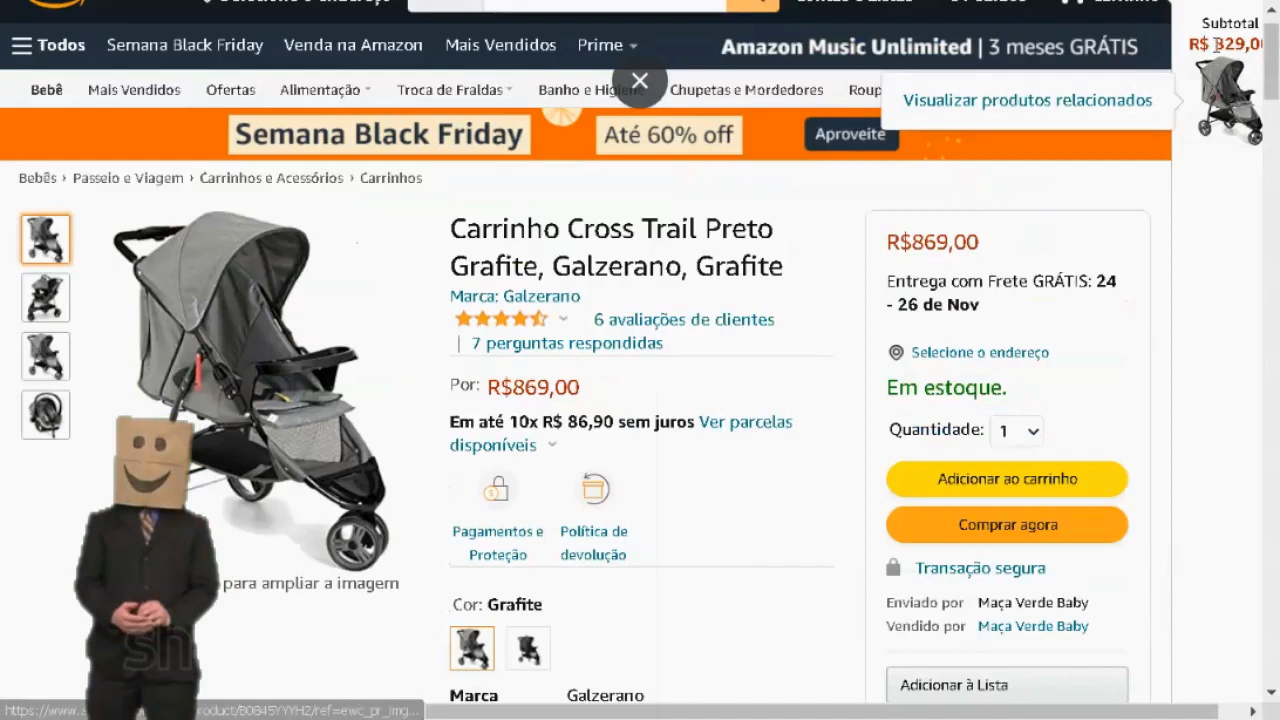 Subtotal
R$ 329,0
Todos
Semana Black Friday
Venda na Amazon
Mais Vendidos
Prime
Amazon Music Unlimited | 3 meses GRÁTIS
Bebê
Mais Vendidos
Ofertas
Alimentação
Troca de Fraldas
Banho e
Chupetas e Mordedores
Visualizar produtos relacionados
Semana Black Friday
Até 60% off
Aproveite
Bebês › Passeio e Viagem › Carrinhos e Acessórios › Carrinhos
Carrinho Cross Trail Preto
Grafite, Galzerano, Grafite
Marca: Galzerano
6 avaliações de clientes
| 7 perguntas respondidas
Por: R$869,00
Em até 10x R$ 86,90 sem juros Ver parcelas
disponíveis
Pagamentos e
Proteção
Política de
devolução
para ampliar a imagem
Cor: Grafite
Marca
Galzerano
R$869,00
Entrega com Frete GRÁTIS: 24
- 26 de Nov
Selecione o endereço
Em estoque.
Quantidade: 1
Adicionar ao carrinho
Comprar agora
Transação segura
Enviado por Maça Verde Baby
Vendido por Maça Verde Baby
Adicionar à Lista
sh